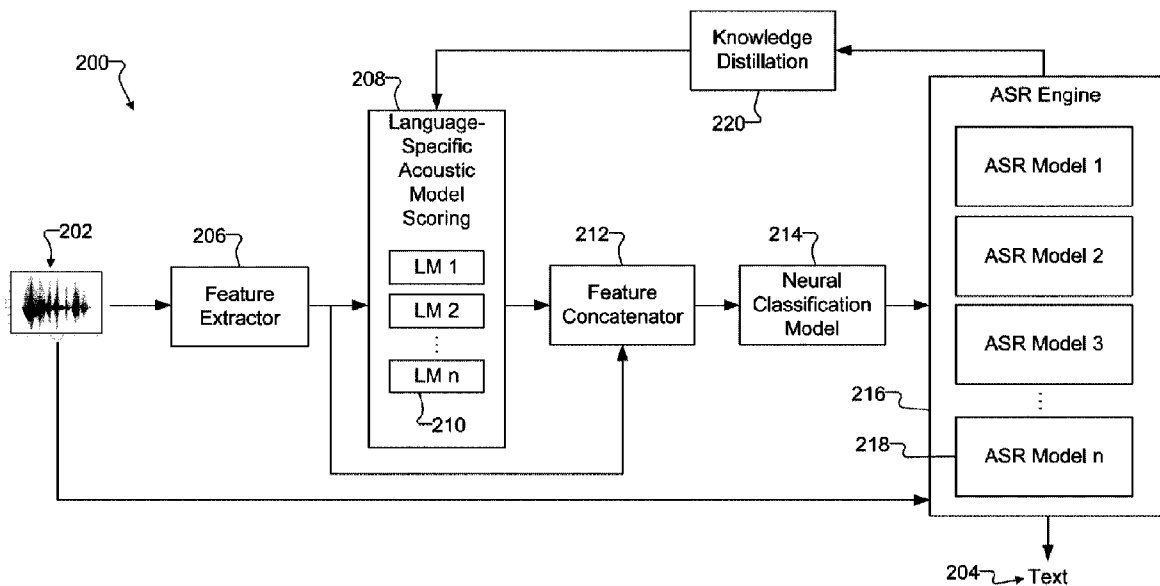 200
202
206
Feature
Extractor
208
Language-
Specific
Acoustic
Model
Scoring
LM 1
LM 2
⋮
LM n
210
212
Feature
Concatenator
214
Neural
Classification
Model
Knowledge
Distillation
220
ASR Engine
ASR Model 1
ASR Model 2
ASR Model 3
⋮
216
218
ASR Model n
204
Text